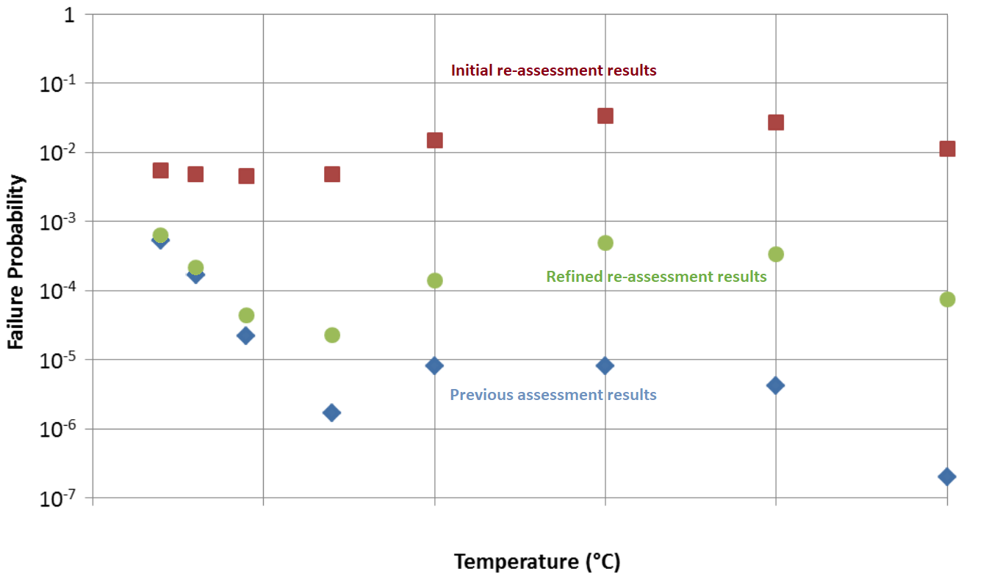 1
10⁻¹
10⁻²
10⁻³
10⁻⁴
10⁻⁵
10⁻⁶
10⁻⁷
Failure Probability
Initial re-assessment results
Refined re-assessment results
Previous assessment results
Temperature (°C)